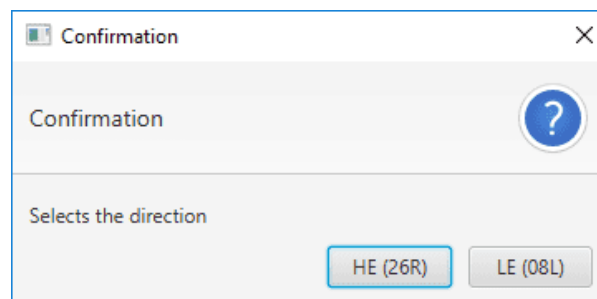 Confirmation
Confirmation
?
Selects the direction
HE (26R) LE (08L)